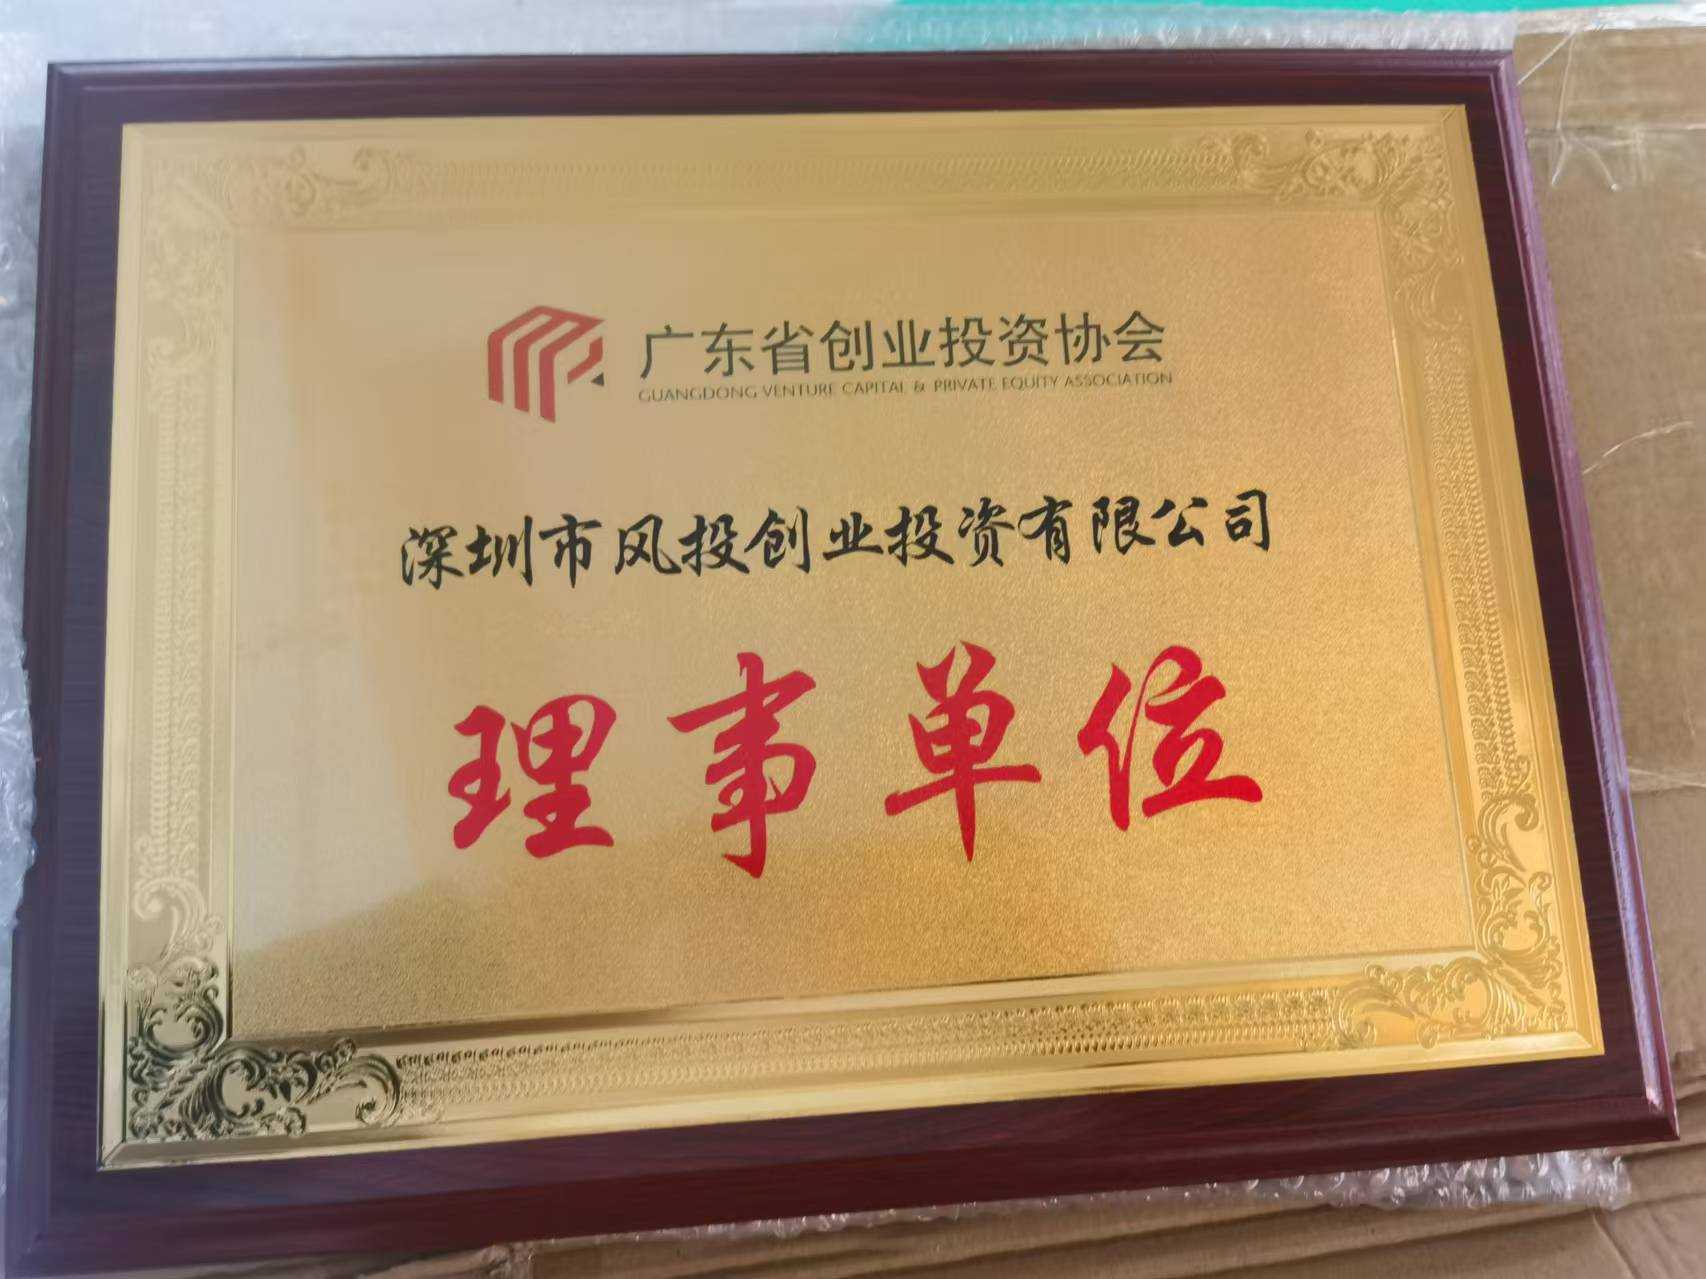 广东省创业投资协会
GUANGDONG VENTURE CAPITAL & PRIVATE EQUITY ASSOCIATION
深圳市风投创业投资有限公司
理事单位